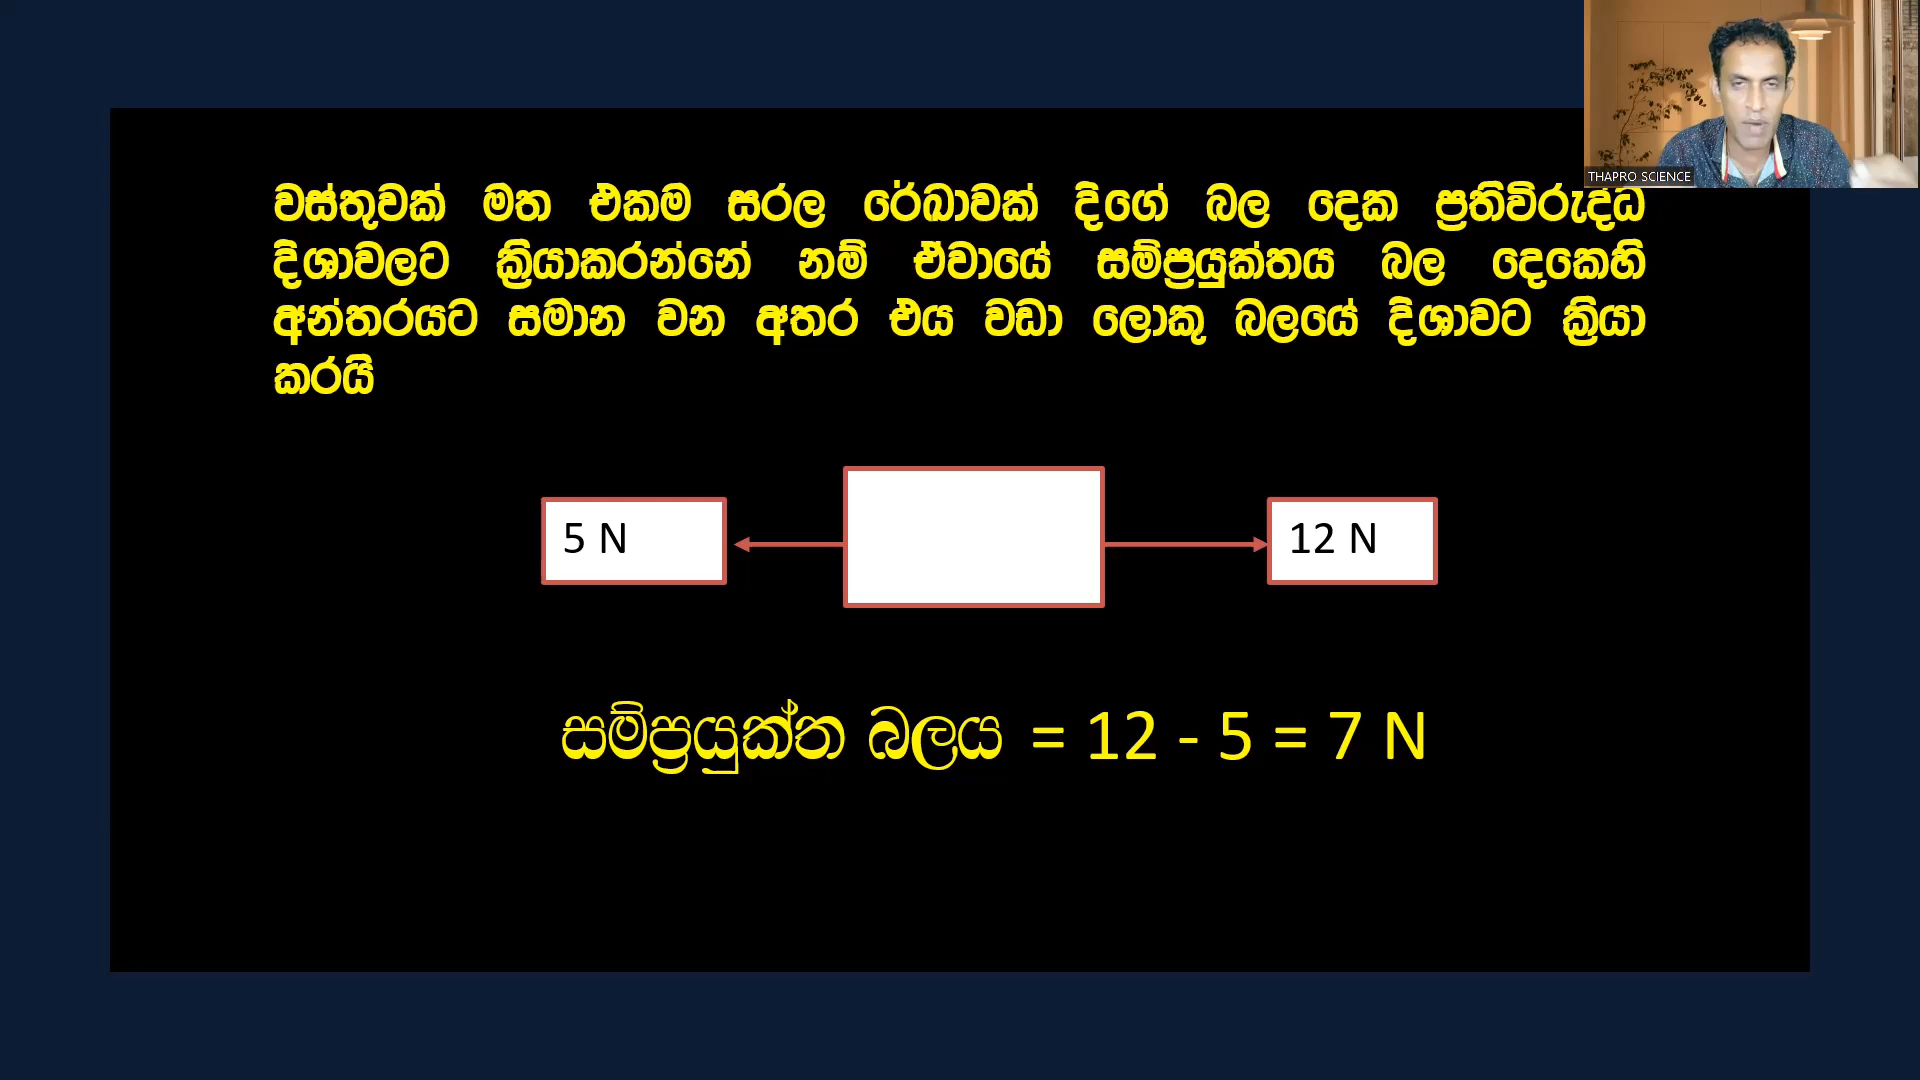 THAPRO SCIENCE
වස්තුවක් මත එකම සරල රේඛාවක් දිගේ බල දෙක ප්‍රතිවිරුද්ධ
දිශාවලට ක්‍රියාකරන්නේ නම් ඒවායේ සම්ප්‍රයුක්තය බල දෙකෙහි
අන්තරයට සමාන වන අතර එය වඩා ලොකු බලයේ දිශාවට ක්‍රියා
කරයි
5 N
12 N
සම්ප්‍රයුක්ත බලය = 12 - 5 = 7 N